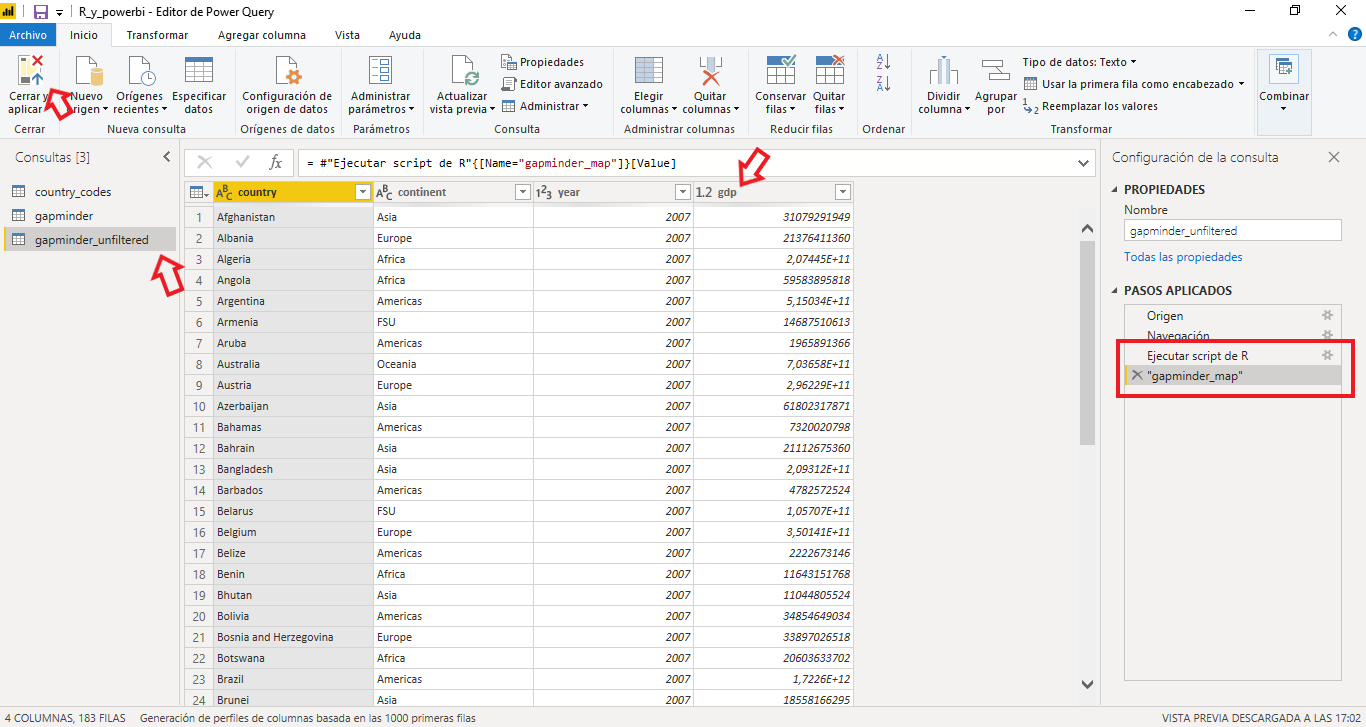 R_y_powerbi - Editor de Power Query
Archivo Inicio Transformar Agregar columna Vista Ayuda
Cerrar y
aplicar
Cerrar
Nuevo
origen
Orígenes
recientes
Especificar
datos
Nueva consulta
Configuración de
origen de datos
Orígenes de datos
Administrar
parámetros
Parámetros
Actualizar
vista previa
Propiedades
Editor avanzado
Administrar
Consulta
Elegir
columnas
Quitar
columnas
Administrar columnas
Conservar
filas
Quitar
filas
Reducir filas
Ordenar
Dividir
columna
Agrupar
por
Tipo de datos: Texto
Usar la primera fila como encabezado
Reemplazar los valores
Transformar
Combinar
Consultas [3]
country_codes
gapminder
gapminder_unfiltered
fx = #"Ejecutar script de R"{[Name="gapminder_map"]}[Value]
ABC country ABC continent 123 year 1.2 gdp
1 Afghanistan Asia 2007 31079291949
2 Albania Europe 2007 21376411360
3 Algeria Africa 2007 2,07445E+11
4 Angola Africa 2007 59583895818
5 Argentina Americas 2007 5,15034E+11
6 Armenia FSU 2007 14687510613
7 Aruba Americas 2007 1965891366
8 Australia Oceania 2007 7,03658E+11
9 Austria Europe 2007 2,96229E+11
10 Azerbaijan Asia 2007 61802317871
11 Bahamas Americas 2007 7320020798
12 Bahrain Asia 2007 21112675360
13 Bangladesh Asia 2007 2,09312E+11
14 Barbados Americas 2007 4782572524
15 Belarus FSU 2007 1,05707E+11
16 Belgium Europe 2007 3,50141E+11
17 Belize Americas 2007 2222673146
18 Benin Africa 2007 11643151768
19 Bhutan Asia 2007 11044805524
20 Bolivia Americas 2007 34854649034
21 Bosnia and Herzegovina Europe 2007 33897026518
22 Botswana Africa 2007 20603633702
23 Brazil Americas 2007 1,7226E+12
24 Brunei Asia 2007 18558166295
Configuración de la consulta
PROPIEDADES
Nombre
gapminder_unfiltered
Todas las propiedades
PASOS APLICADOS
Origen
Navegación
Ejecutar script de R
"gapminder_map"
4 COLUMNAS, 183 FILAS Generación de perfiles de columnas basada en las 1000 primeras filas VISTA PREVIA DESCARGADA A LAS 17:02